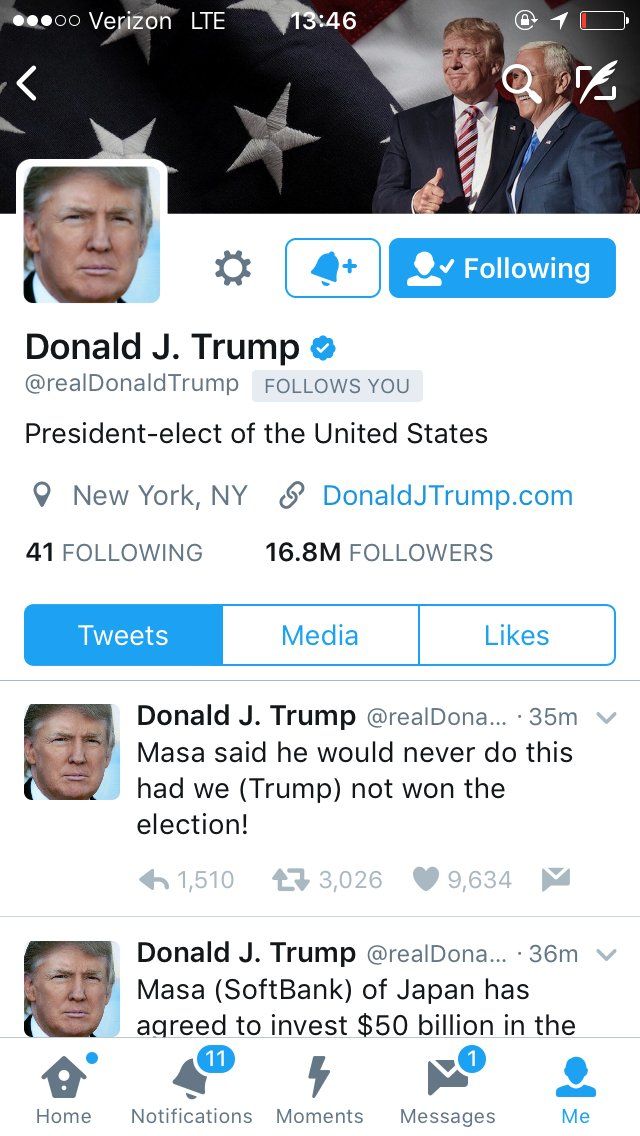 Verizon LTE 13:46
Following
Donald J. Trump
@realDonaldTrump FOLLOWS YOU
President-elect of the United States
New York, NY DonaldJTrump.com
41 FOLLOWING 16.8M FOLLOWERS
Tweets Media Likes
Donald J. Trump @realDona... · 35m
Masa said he would never do this
had we (Trump) not won the
election!
1,510 3,026 9,634
Donald J. Trump @realDona... · 36m
Masa (SoftBank) of Japan has
agreed to invest $50 billion in the
11 1
Home Notifications Moments Messages Me